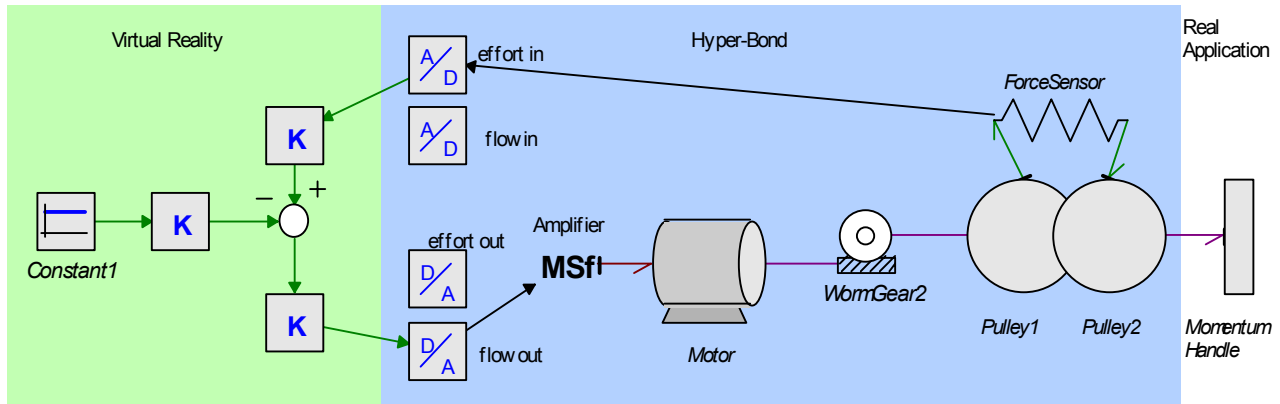 Virtual Reality
Hyper-Bond
Real
Application
A/D
effort in
ForceSensor
K
A/D
flow in
− +
Constant1
K
effort out
D/A
Amplifier
MSf
WormGear2
K
D/A
flow out
Motor
Pulley1
Pulley2
Momentum
Handle